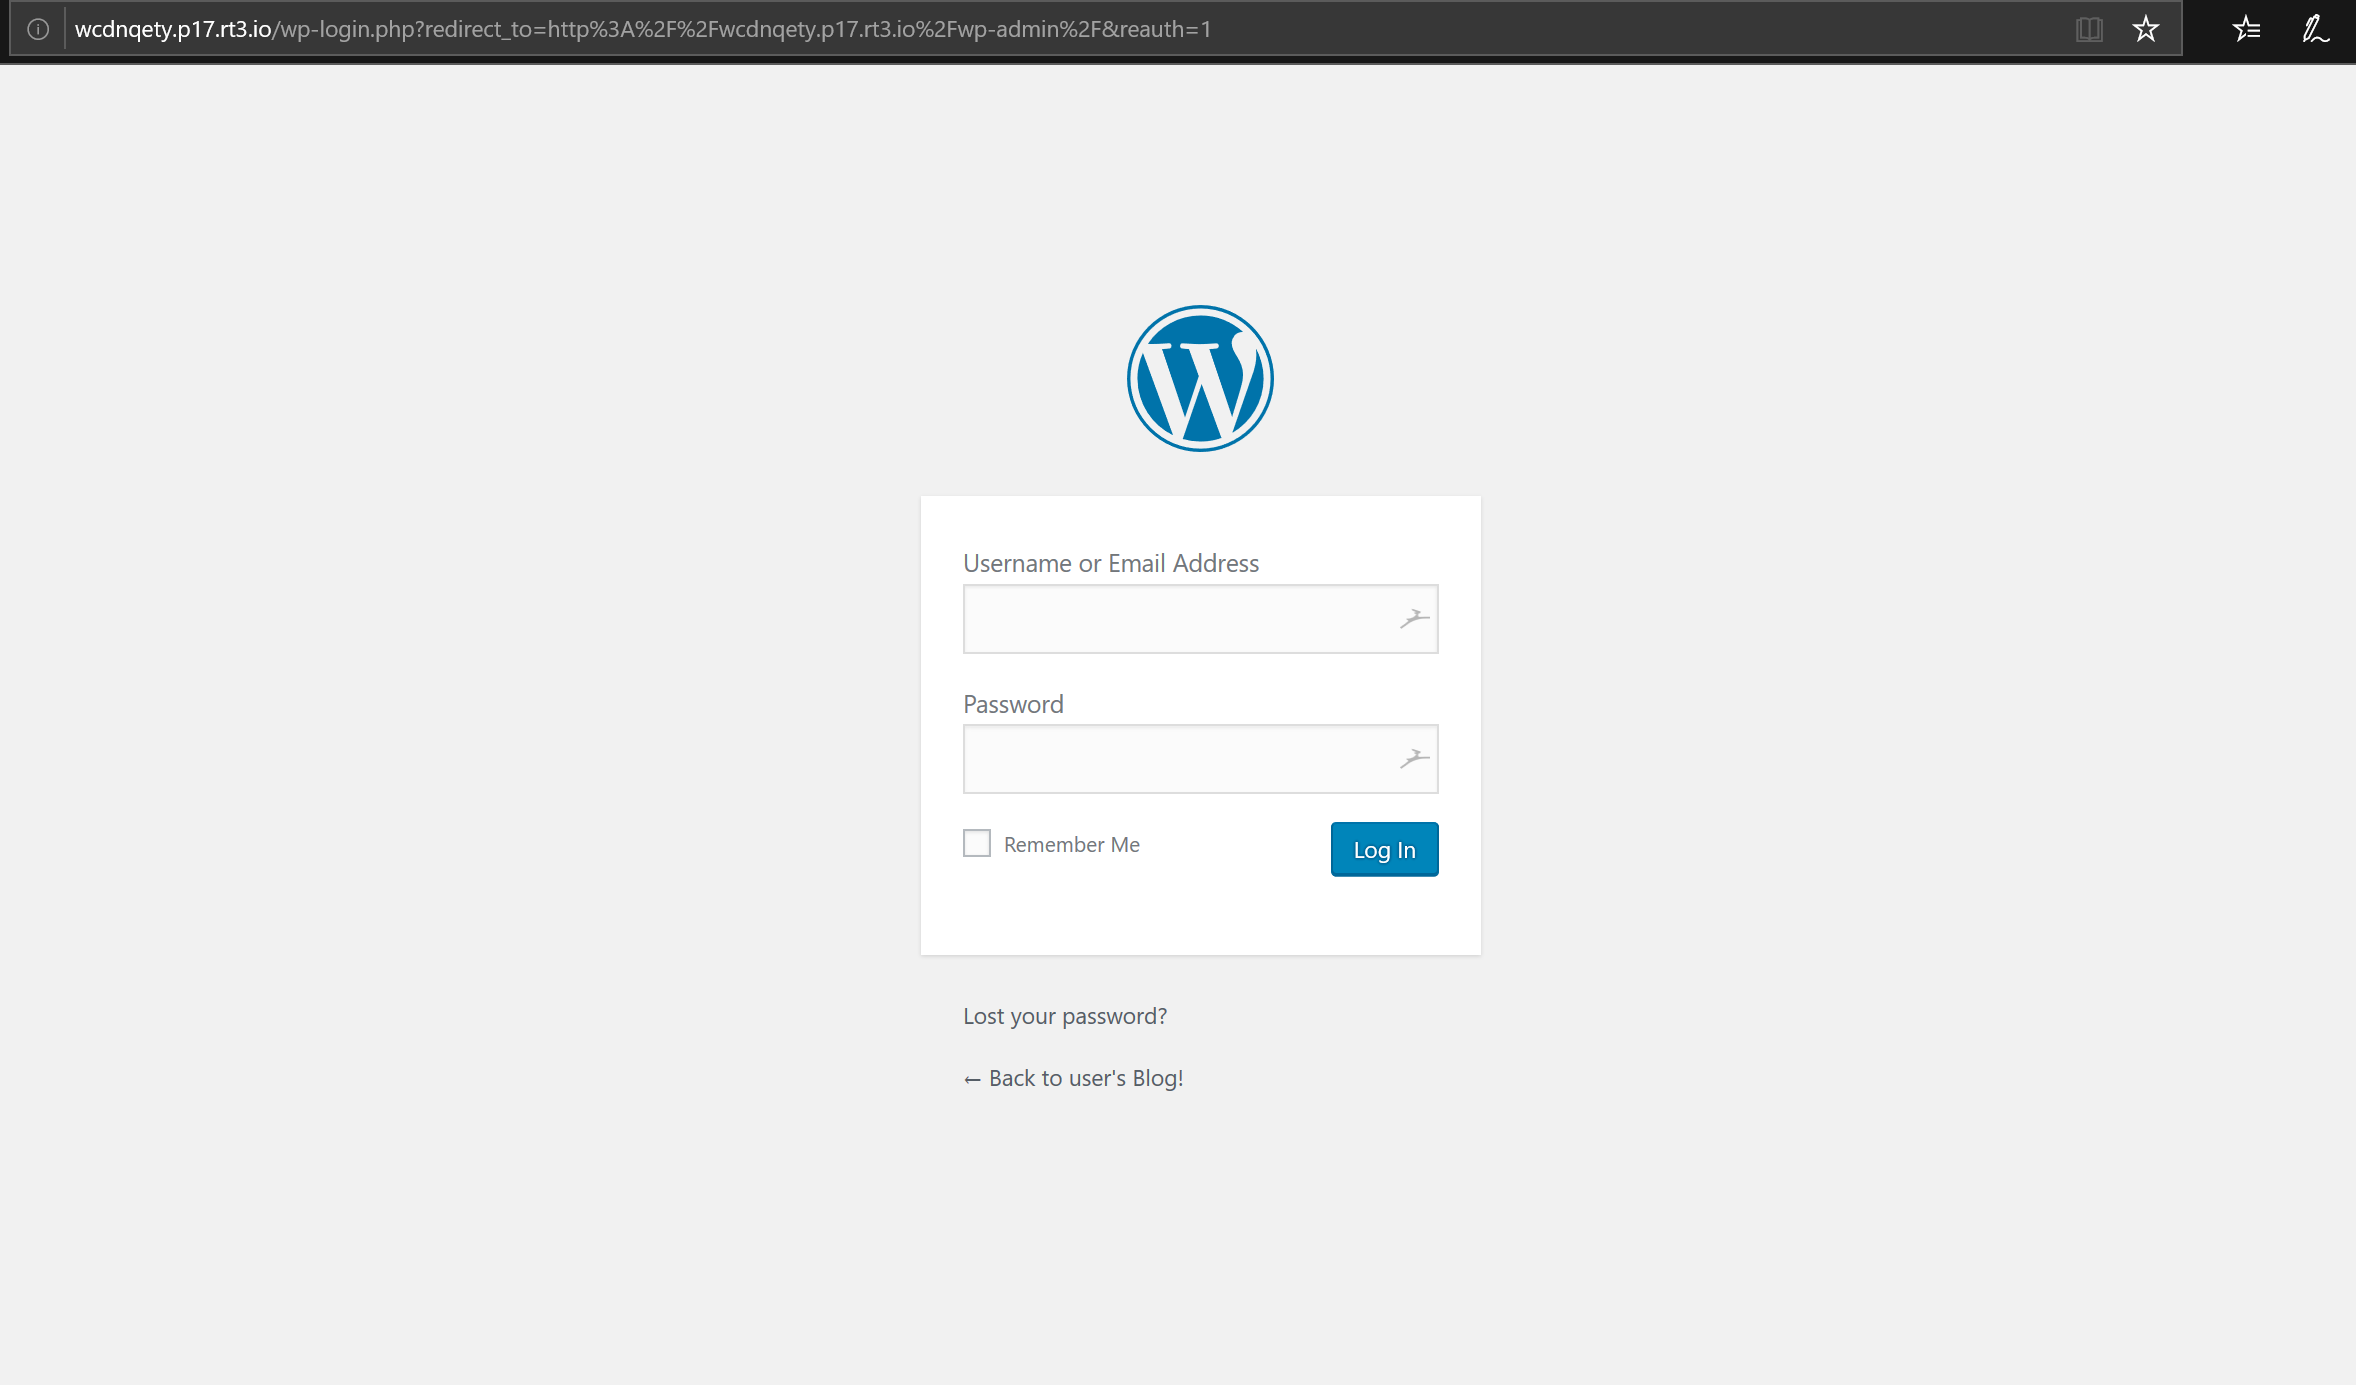 wcdnqety.p17.rt3.io/wp-login.php?redirect_to=http%3A%2F%2Fwcdnqety.p17.rt3.io%2Fwp-admin%2F&reauth=1
Username or Email Address
Password
Remember Me
Log In
Lost your password?
← Back to user's Blog!